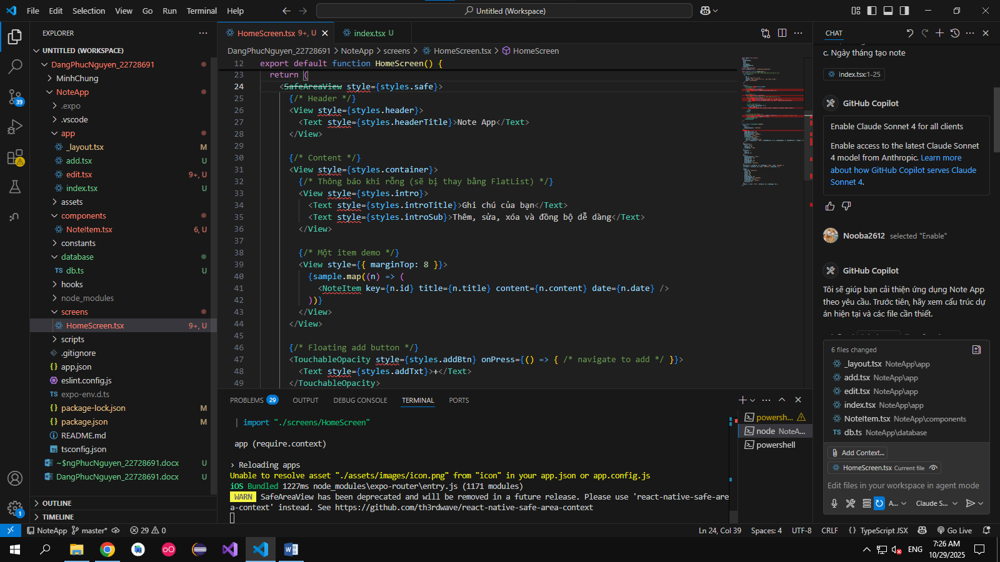 File Edit Selection View Go Run Terminal Help
Untitled (Workspace)
EXPLORER
UNTITLED (WORKSPACE)
DangPhucNguyen_22728691
MinhChung
NoteApp
.expo
.vscode
app
_layout.tsx M
add.tsx U
edit.tsx 9+, U
index.tsx U
assets
components
NoteItem.tsx 6, U
constants
database
TS db.ts U
hooks
node_modules
screens
HomeScreen.tsx 9+, U
scripts
.gitignore
{} app.json
eslint.config.js
TS expo-env.d.ts
{} package-lock.json M
{} package.json M
README.md
tsconfig.json
~$ngPhucNguyen_22728691.docx U
DangPhucNguyen_22728691.docx U
OUTLINE
TIMELINE
39
1
HomeScreen.tsx 9+, U
index.tsx U
DangPhucNguyen_22728691 > NoteApp > screens > HomeScreen.tsx > HomeScreen
12 export default function HomeScreen() {
23 return (
24 <SafeAreaView style={styles.safe}>
25 {/* Header */}
26 <View style={styles.header}>
27 <Text style={styles.headerTitle}>Note App</Text>
28 </View>
29
30 {/* Content */}
31 <View style={styles.container}>
32 {/* Thông báo khi rỗng (sẽ bị thay bằng FlatList) */}
33 <View style={styles.intro}>
34 <Text style={styles.introTitle}>Ghi chú của bạn</Text>
35 <Text style={styles.introSub}>Thêm, sửa, xóa và đồng bộ dễ dàng</Text>
36 </View>
37
38 {/* Một item demo */}
39 <View style={{ marginTop: 8 }}>
40 {sample.map((n) => (
41 <NoteItem key={n.id} title={n.title} content={n.content} date={n.date} />
42 ))}
43 </View>
44 </View>
45
46 {/* Floating add button */}
47 <TouchableOpacity style={styles.addBtn} onPress={() => { /* navigate to add */ }}>
48 <Text style={styles.addTxt}>+</Text>
49 </TouchableOpacity>
PROBLEMS 29 OUTPUT DEBUG CONSOLE TERMINAL PORTS
| import "./screens/HomeScreen"
app (require.context)
› Reloading apps
Unable to resolve asset "./assets/images/icon.png" from "icon" in your app.json or app.config.js
iOS Bundled 1227ms node_modules\expo-router\entry.js (1171 modules)
WARN SafeAreaView has been deprecated and will be removed in a future release. Please use 'react-native-safe-are
a-context' instead. See https://github.com/th3rdwave/react-native-safe-area-context
powersh...
node NoteA...
powershell
CHAT
c. Ngày tháng tạo note
index.tsx:1-25
GitHub Copilot
Enable Claude Sonnet 4 for all clients
Enable access to the latest Claude Sonnet
4 model from Anthropic. Learn more
about how GitHub Copilot serves Claude
Sonnet 4.
Nooba2612 selected "Enable"
GitHub Copilot
Tôi sẽ giúp bạn cải thiện ứng dụng Note App
theo yêu cầu. Trước tiên, hãy xem cấu trúc dự
án hiện tại và các file cần thiết.
6 files changed
_layout.tsx NoteApp\app
add.tsx NoteApp\app
edit.tsx NoteApp\app
index.tsx NoteApp\app
NoteItem.tsx NoteApp\components
TS db.ts NoteApp\database
Add Context...
HomeScreen.tsx Current file
Edit files in your workspace in agent mode
A... Claude S...
NoteApp master* 29 0
Ln 24, Col 39 Spaces: 4 UTF-8 CRLF {} TypeScript JSX Go Live
ENG
7:26 AM
10/29/2025